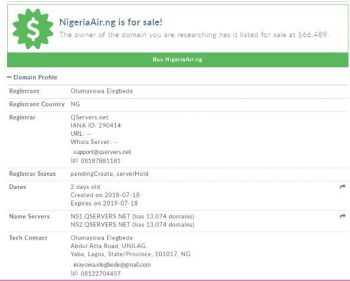 NigeriaAir.ng is for sale!
The owner of the domain you are researching has it listed for sale at $66,489.
Buy NigeriaAir.ng
Domain Profile
Registrant Olumayowa Elegbede
Registrant Country NG
Registrar QServers.net
IANA ID: 290414
URL: --
Whois Server: --
support@qservers.net
(p) 08187881181
Registrar Status pendingCreate, serverHold
Dates 2 days old
Created on 2018-07-18
Expires on 2019-07-18
Name Servers NS1.QSERVERS.NET (has 13,074 domains)
NS2.QSERVERS.NET (has 13,074 domains)
Tech Contact Olumayowa Elegbede
Abdul Atta Road, UNILAG,
Yaba, Lagos, State/Province, 101017, NG
mayowa.elegbede@gmail.com
(p) 08122704457